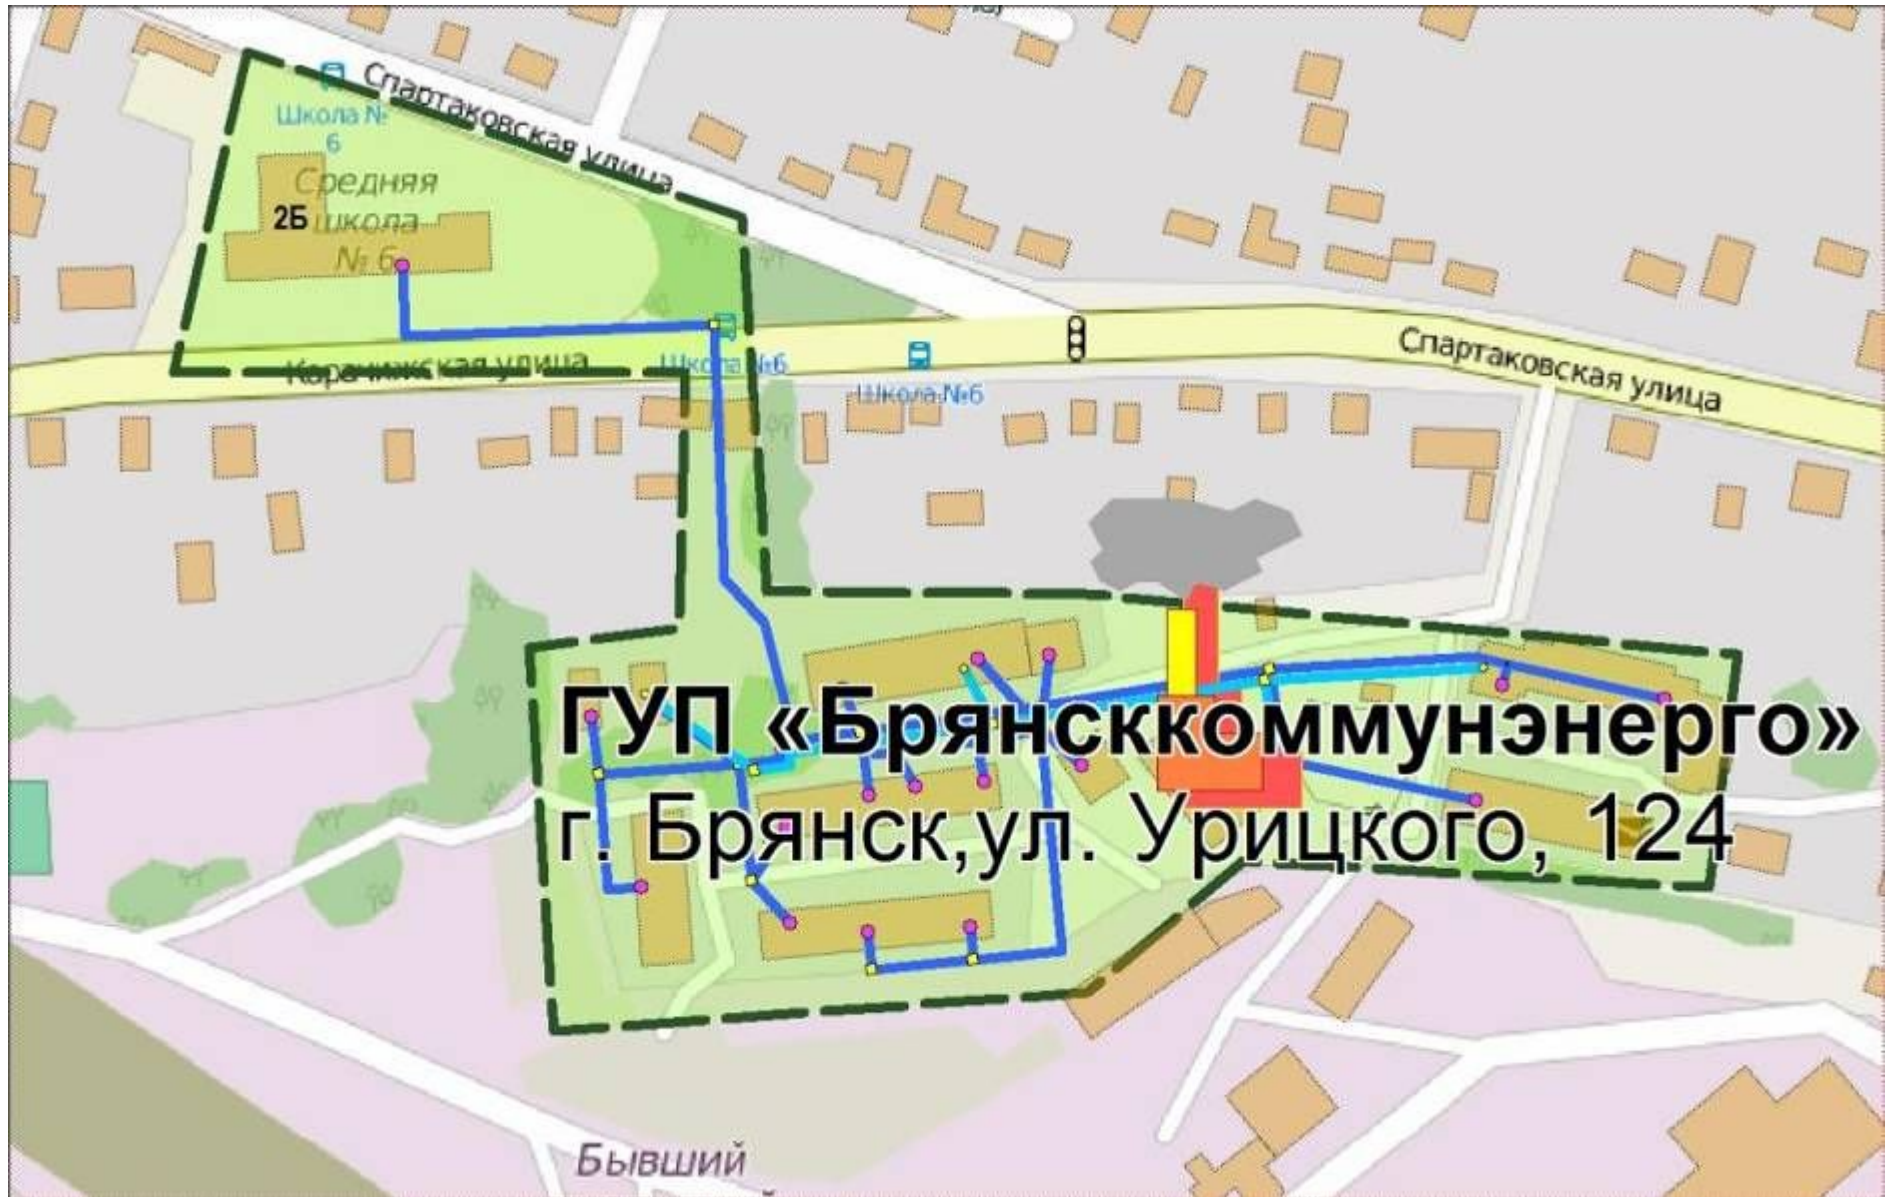 Спартаковская улица
Школа №
6
Средняя
школа
№ 6
2Б
Карачижская улица
Школа №6
Школа №6
Спартаковская улица
ГУП «Брянсккоммунэнерго»
г. Брянск,ул. Урицкого, 124
Бывший